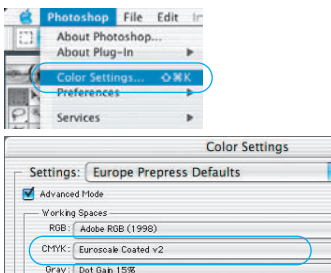 Photoshop File Edit
About Photoshop...
About Plug-In
Color Settings... ⇧⌘K
Preferences
Services
Color Settings
Settings: Europe Prepress Defaults
Advanced Mode
Working Spaces
RGB: Adobe RGB (1998)
CMYK: Euroscale Coated v2
Gray: Dot Gain 15%